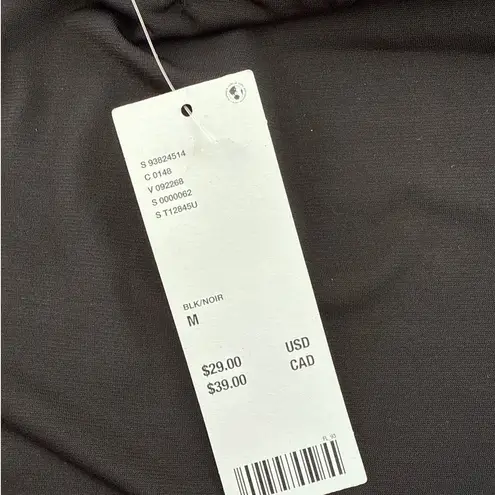 S 93824514
C 0148
V 092268
S 0000062
S T12845U
BLK/NOIR
M
$29.00 USD
$39.00 CAD